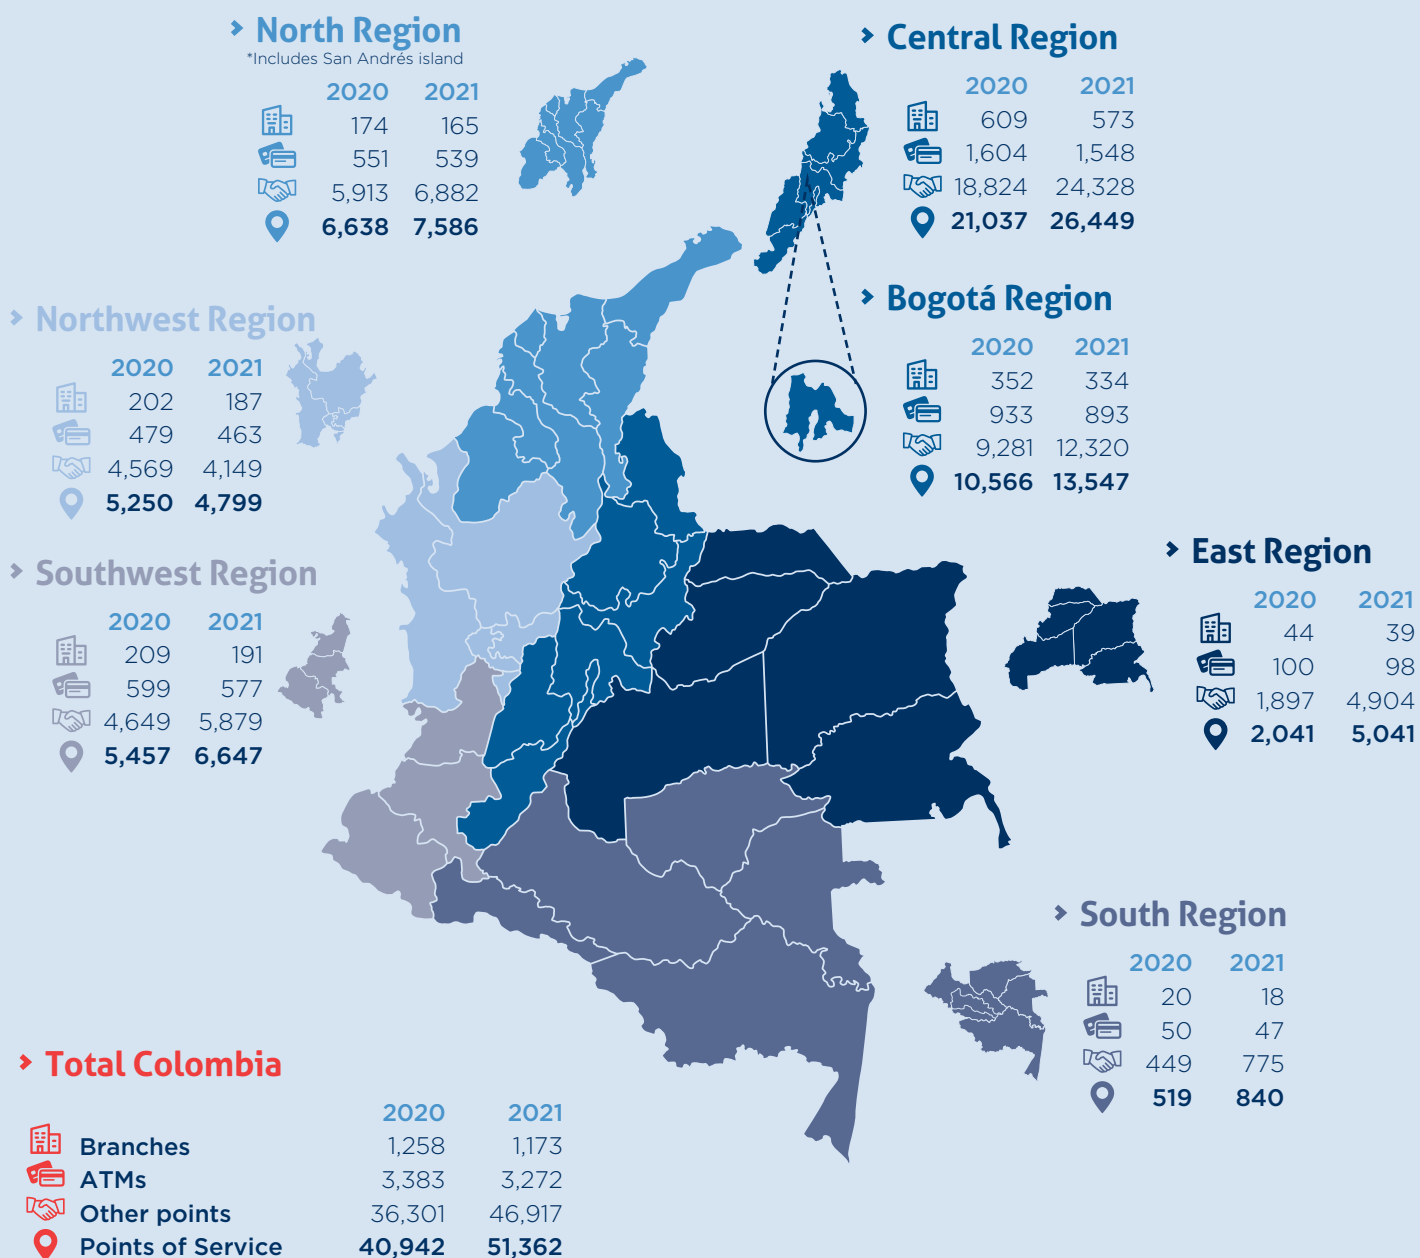 North Region
*Includes San Andrés island
2020 2021
174 165
551 539
5,913 6,882
6,638 7,586
Central Region
2020 2021
609 573
1,604 1,548
18,824 24,328
21,037 26,449
Northwest Region
2020 2021
202 187
479 463
4,569 4,149
5,250 4,799
Bogotá Region
2020 2021
352 334
933 893
9,281 12,320
10,566 13,547
Southwest Region
2020 2021
209 191
599 577
4,649 5,879
5,457 6,647
East Region
2020 2021
44 39
100 98
1,897 4,904
2,041 5,041
South Region
2020 2021
20 18
50 47
449 775
519 840
Total Colombia
2020 2021
Branches 1,258 1,173
ATMs 3,383 3,272
Other points 36,301 46,917
Points of Service 40,942 51,362